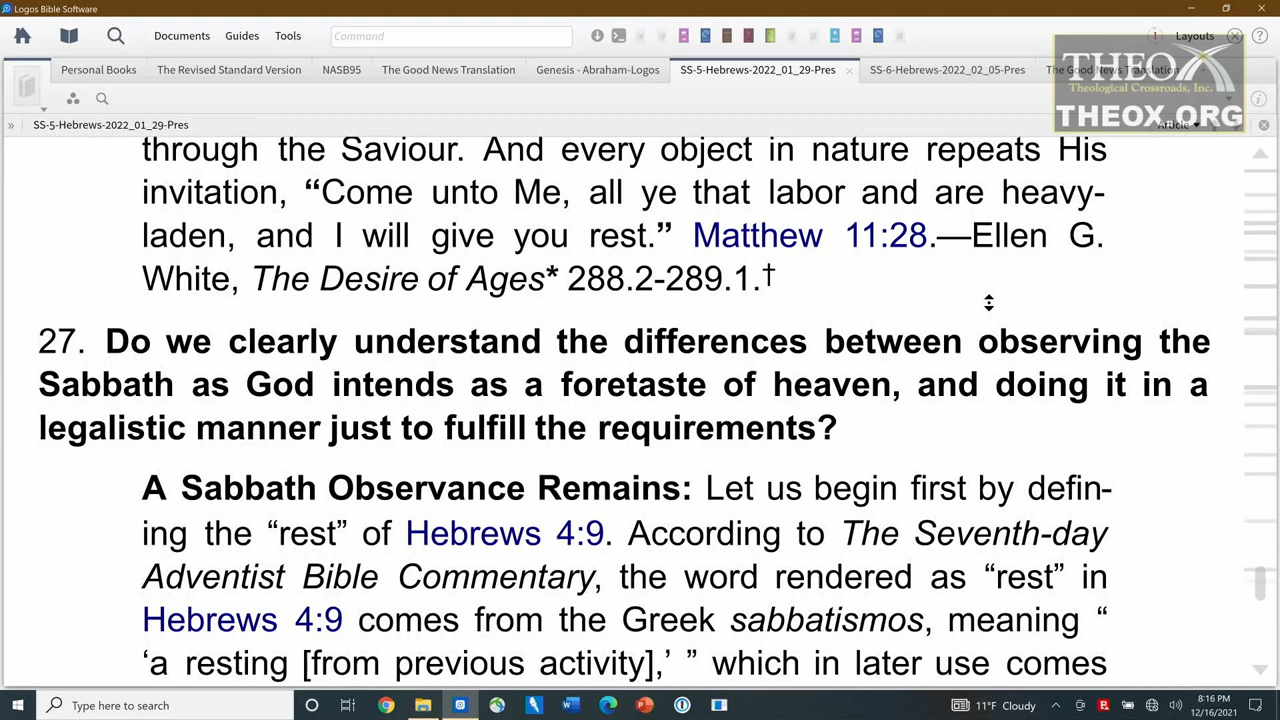 Logos Bible Software
Documents Guides Tools Command Layouts
Personal Books The Revised Standard Version NASB95 The Good News Translation Genesis - Abraham-Logos SS-5-Hebrews-2022_01_29-Pres SS-6-Hebrews-2022_02_05-Pres The Good News Translation
THEOX
Theological Crossroads, Inc.
THEOX.ORG
SS-5-Hebrews-2022_01_29-Pres Article
through the Saviour. And every object in nature repeats His
invitation, “Come unto Me, all ye that labor and are heavy-
laden, and I will give you rest.” Matthew 11:28.—Ellen G.
White, The Desire of Ages* 288.2-289.1.†
27. Do we clearly understand the differences between observing the
Sabbath as God intends as a foretaste of heaven, and doing it in a
legalistic manner just to fulfill the requirements?
A Sabbath Observance Remains: Let us begin first by defin-
ing the “rest” of Hebrews 4:9. According to The Seventh-day
Adventist Bible Commentary, the word rendered as “rest” in
Hebrews 4:9 comes from the Greek sabbatismos, meaning “
‘a resting [from previous activity],’ ” which in later use comes
Type here to search
11°F Cloudy
8:16 PM
12/16/2021